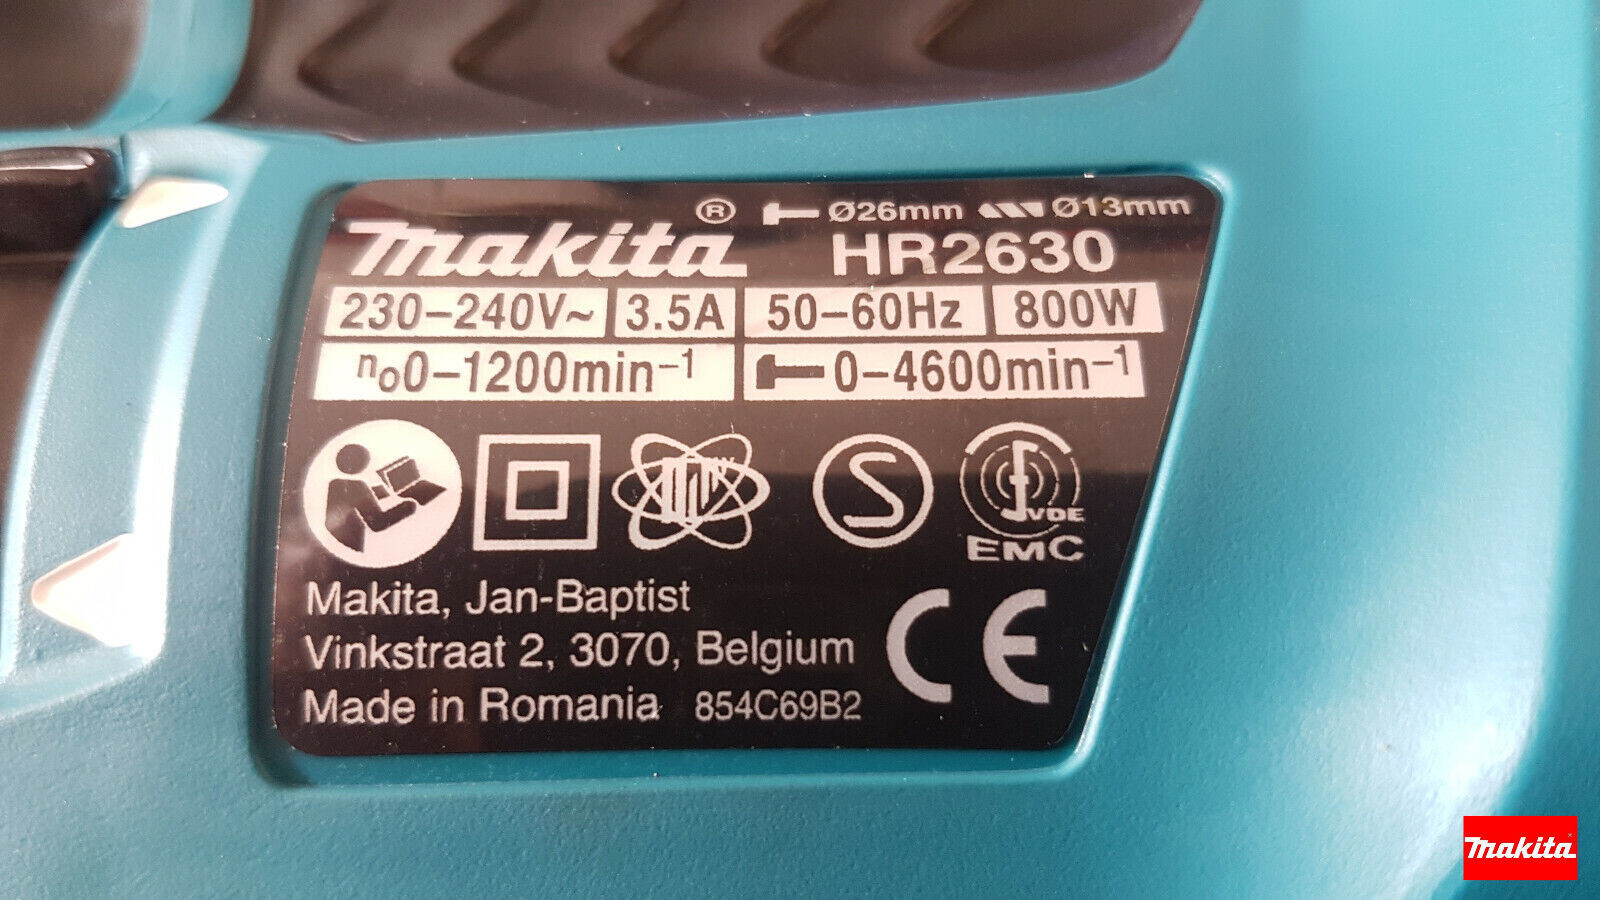 makita® Ø26mm Ø13mm
HR2630
230-240V~ 3.5A 50-60Hz 800W
n₀0-1200min⁻¹ 0-4600min⁻¹
S
VDE
EMC
Makita, Jan-Baptist
Vinkstraat 2, 3070, Belgium
CE
Made in Romania 854C69B2
makita